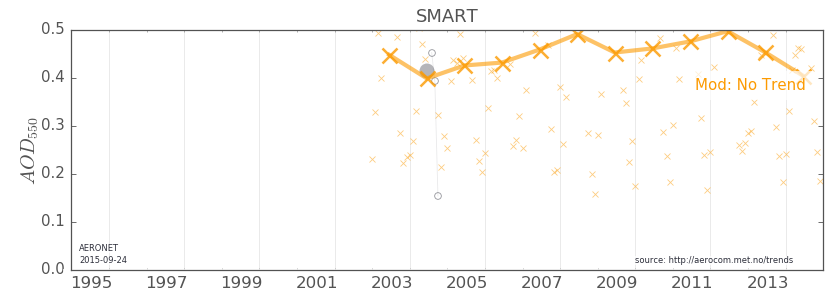 SMART
0.5
0.4
0.3
0.2
0.1
0.0
AOD550
Mod: No Trend
AERONET
2015-09-24
source: http://aerocom.met.no/trends
1995 1997 1999 2001 2003 2005 2007 2009 2011 2013